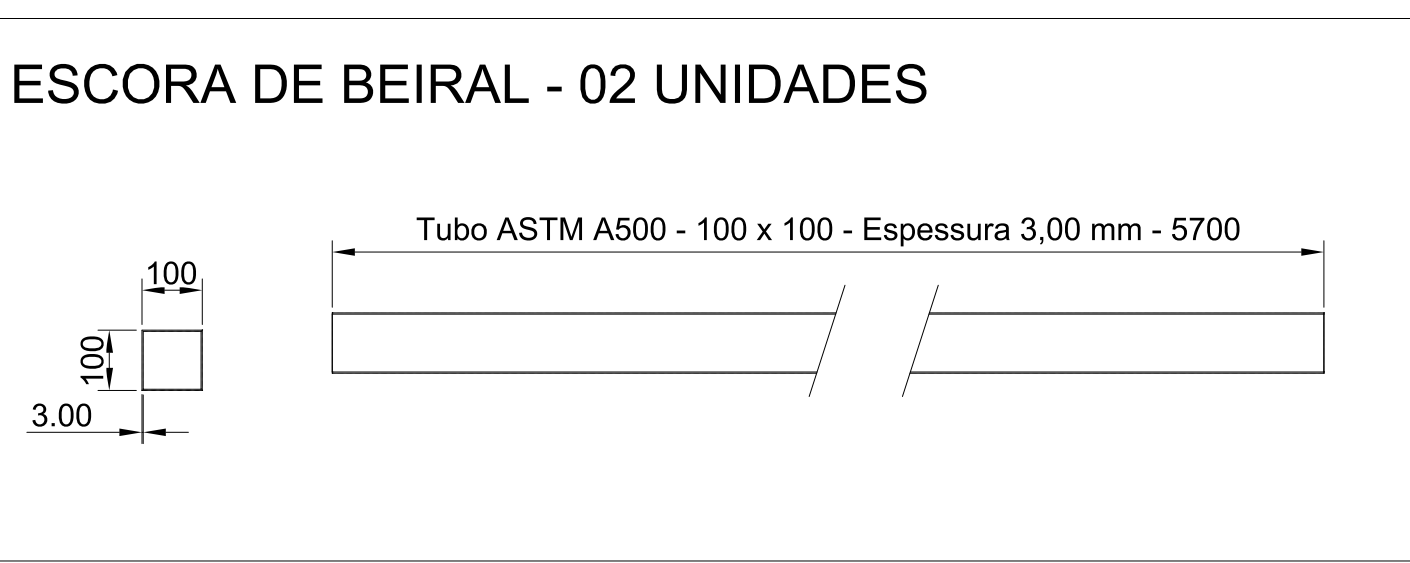 ESCORA DE BEIRAL - 02 UNIDADES
Tubo ASTM A500 - 100 x 100 - Espessura 3,00 mm - 5700
100
100
3.00